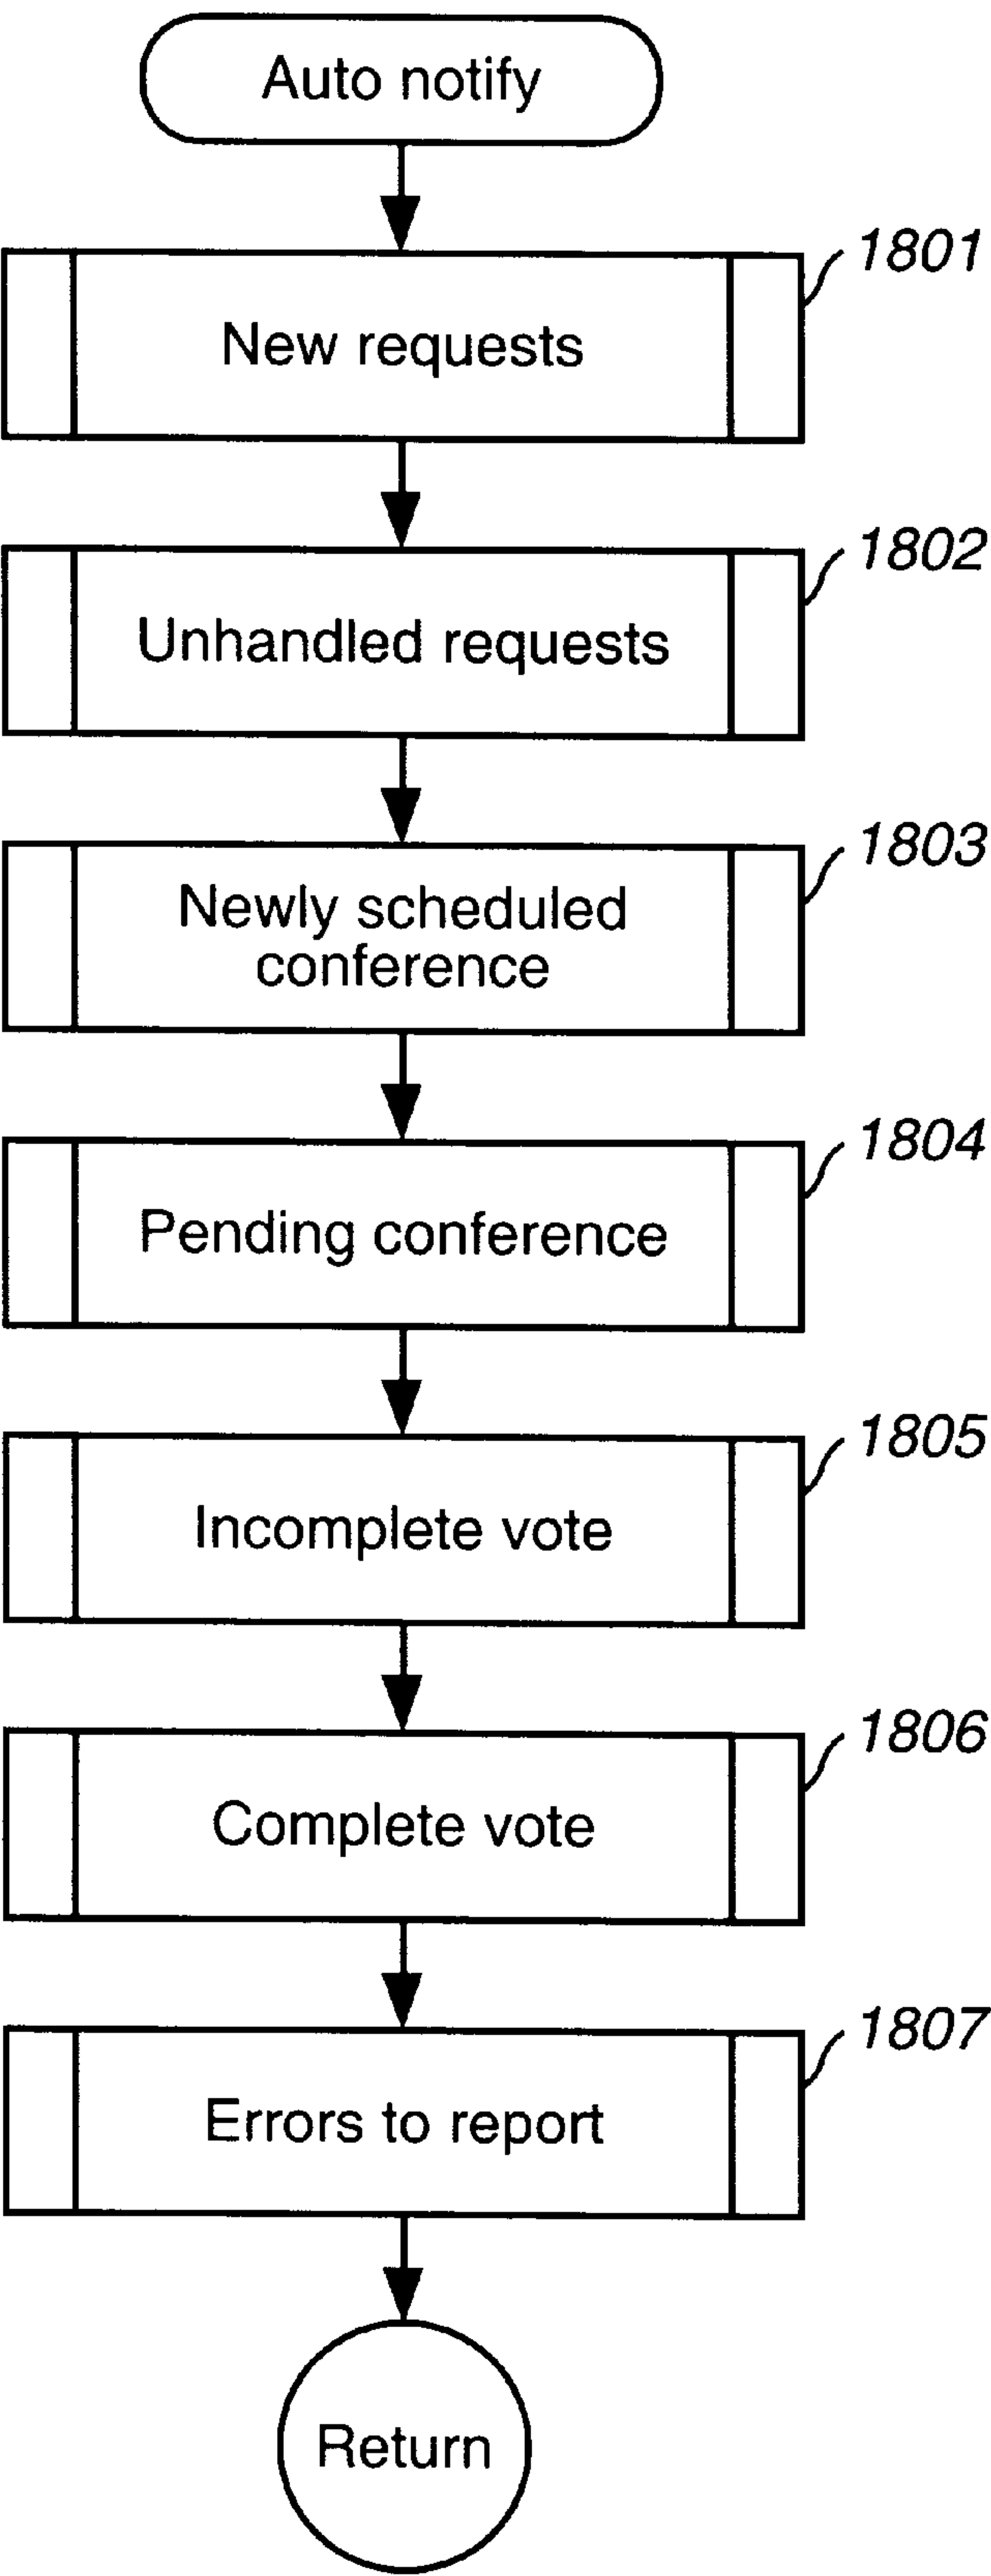 Auto notify
1801
New requests
1802
Unhandled requests
1803
Newly scheduled
conference
1804
Pending conference
1805
Incomplete vote
1806
Complete vote
1807
Errors to report
Return